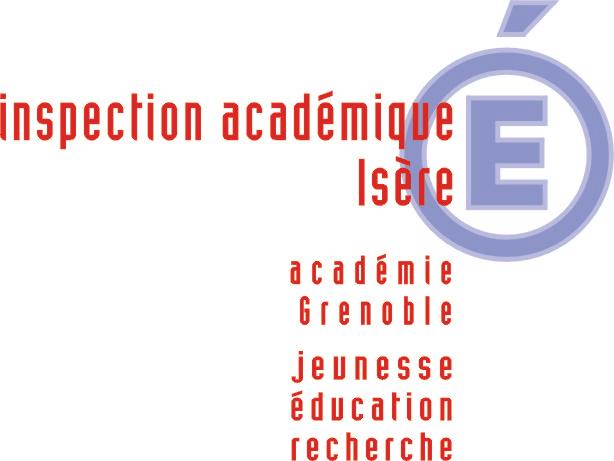 inspection académique
Isère
É
académie
Grenoble
jeunesse
éducation
recherche